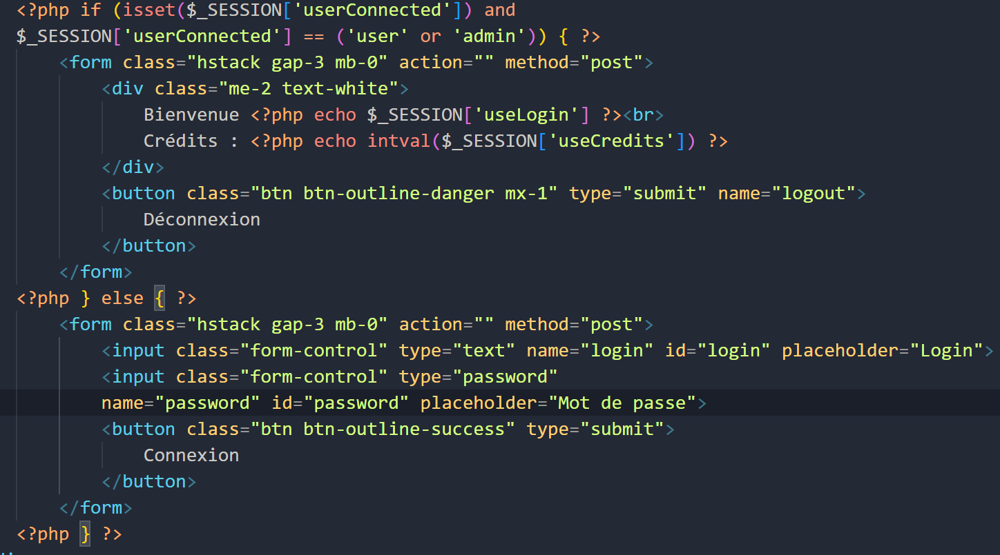 <?php if (isset($_SESSION['userConnected']) and
$_SESSION['userConnected'] == ('user' or 'admin')) { ?>
    <form class="hstack gap-3 mb-0" action="" method="post">
        <div class="me-2 text-white">
            Bienvenue <?php echo $_SESSION['useLogin'] ?><br>
            Crédits : <?php echo intval($_SESSION['useCredits']) ?>
        </div>
        <button class="btn btn-outline-danger mx-1" type="submit" name="logout">
            Déconnexion
        </button>
    </form>
<?php } else { ?>
    <form class="hstack gap-3 mb-0" action="" method="post">
        <input class="form-control" type="text" name="login" id="login" placeholder="Login">
        <input class="form-control" type="password"
        name="password" id="password" placeholder="Mot de passe">
        <button class="btn btn-outline-success" type="submit">
            Connexion
        </button>
    </form>
<?php } ?>